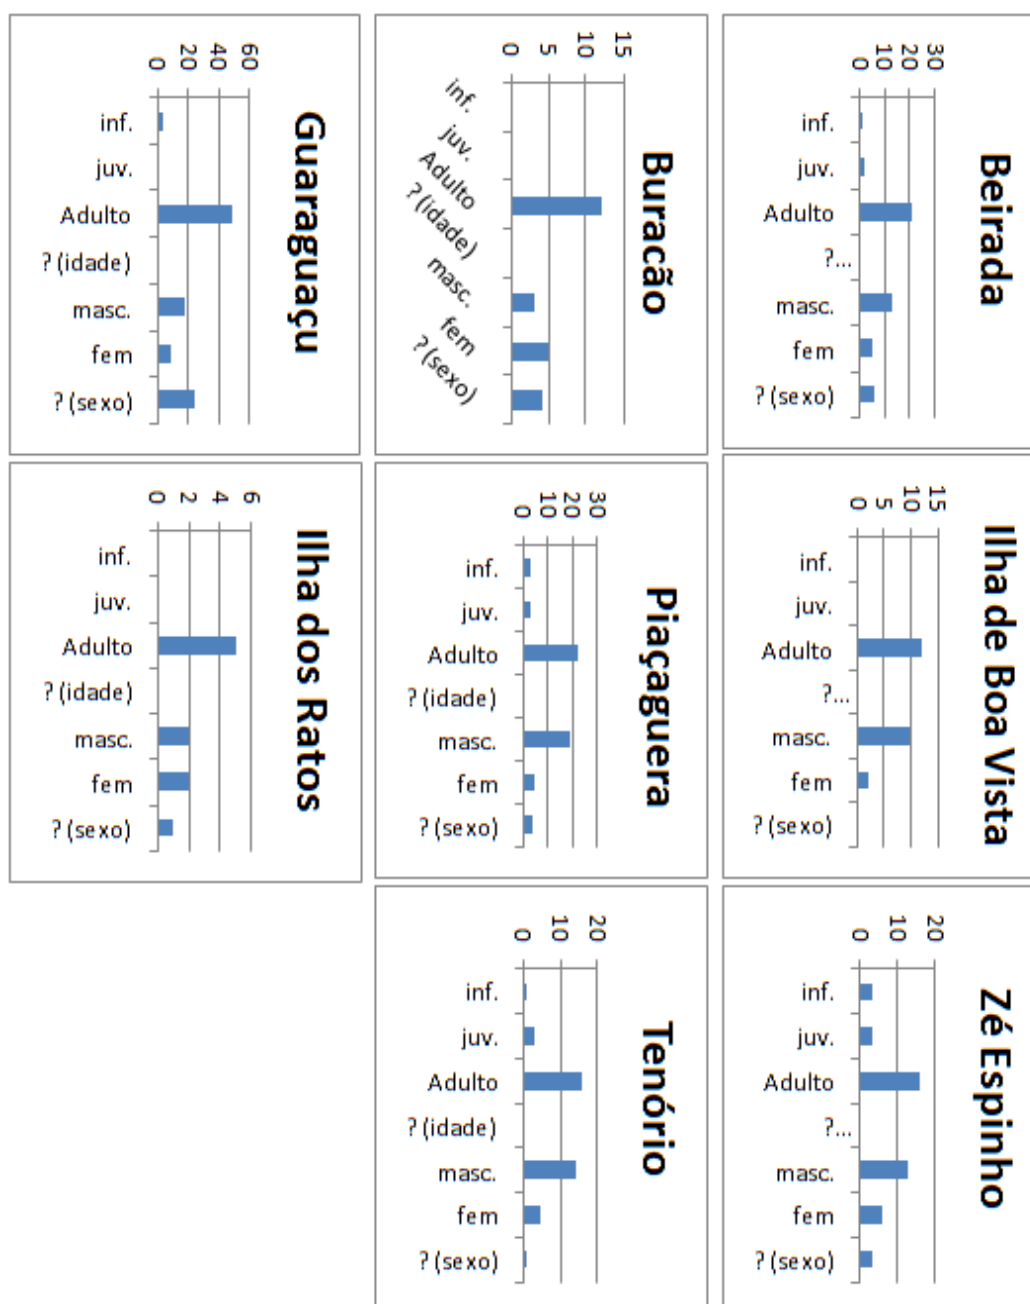 Beirada
30
20
10
0
inf.
juv.
Adulto
?...
masc.
fem
? (sexo)
Ilha de Boa Vista
15
10
5
0
inf.
juv.
Adulto
?...
masc.
fem
? (sexo)
Zé Espinho
20
10
0
inf.
juv.
Adulto
?...
masc.
fem
? (sexo)
Buracão
15
10
5
0
inf.
juv.
Adulto
? (idade)
masc.
fem
? (sexo)
Piaçaguera
30
20
10
0
inf.
juv.
Adulto
? (idade)
masc.
fem
? (sexo)
Tenório
20
10
0
inf.
juv.
Adulto
? (idade)
masc.
fem
? (sexo)
Guaraguaçu
60
40
20
0
inf.
juv.
Adulto
? (idade)
masc.
fem
? (sexo)
Ilha dos Ratos
6
4
2
0
inf.
juv.
Adulto
? (idade)
masc.
fem
? (sexo)